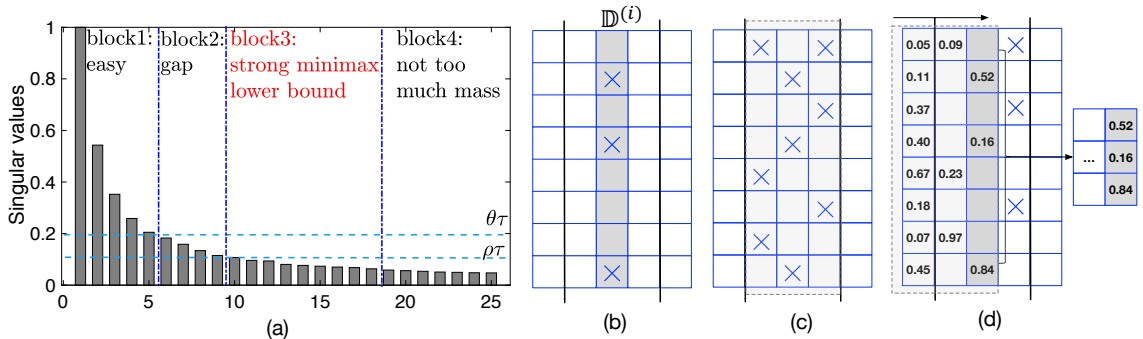 Singular values
1
0.8
0.6
0.4
0.2
0
0 5 10 15 20 25
block1:
easy
block2:
gap
block3:
strong minimax
lower bound
block4:
not too
much mass
θτ
ρτ
(a)
𝔻(i)
(b)
(c)
0.05 0.09
0.11 0.52
0.37
0.40 0.16
0.67 0.23
0.18
0.07 0.97
0.45 0.84
0.52
... 0.16
0.84
(d)